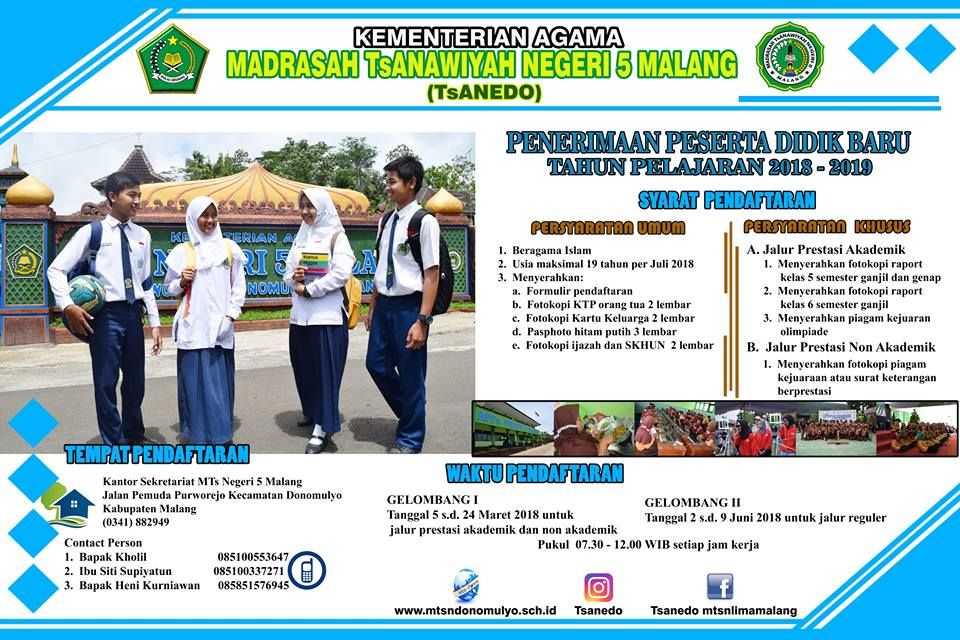 KEMENTERIAN AGAMA
MADRASAH TsANAWIYAH NEGERI 5 MALANG
(TsANEDO)
PENERIMAAN PESERTA DIDIK BARU
TAHUN PELAJARAN 2018 - 2019
SYARAT PENDAFTARAN
PERSYARATAN UMUM
1. Beragama Islam
2. Usia maksimal 19 tahun per Juli 2018
3. Menyerahkan:
a. Formulir pendaftaran
b. Fotokopi KTP orang tua 2 lembar
c. Fotokopi Kartu Keluarga 2 lembar
d. Pasphoto hitam putih 3 lembar
e. Fotokopi ijazah dan SKHUN 2 lembar
PERSYARATAN KHUSUS
A. Jalur Prestasi Akademik
1. Menyerahkan fotokopi raport
kelas 5 semester ganjil dan genap
2. Menyerahkan fotokopi raport
kelas 6 semester ganjil
3. Menyerahkan piagam kejuaran
olimpiade
B. Jalur Prestasi Non Akademik
1. Menyerahkan fotokopi piagam
kejuaraan atau surat keterangan
berprestasi
KEMENTERIAN
NEGERI 5
DONOMULYO
TEMPAT PENDAFTARAN
Kantor Sekretariat MTs Negeri 5 Malang
Jalan Pemuda Purworejo Kecamatan Donomulyo
Kabupaten Malang
(0341) 882949
Contact Person
1. Bapak Kholil 085100553647
2. Ibu Siti Supiyatun 085100337271
3. Bapak Heni Kurniawan 085851576945
WAKTU PENDAFTARAN
GELOMBANG I
Tanggal 5 s.d. 24 Maret 2018 untuk
jalur prestasi akademik dan non akademik
GELOMBANG II
Tanggal 2 s.d. 9 Juni 2018 untuk jalur reguler
Pukul 07.30 - 12.00 WIB setiap jam kerja
www.mtsndonomulyo.sch.id
Tsanedo
Tsanedo mtsnlimamalang